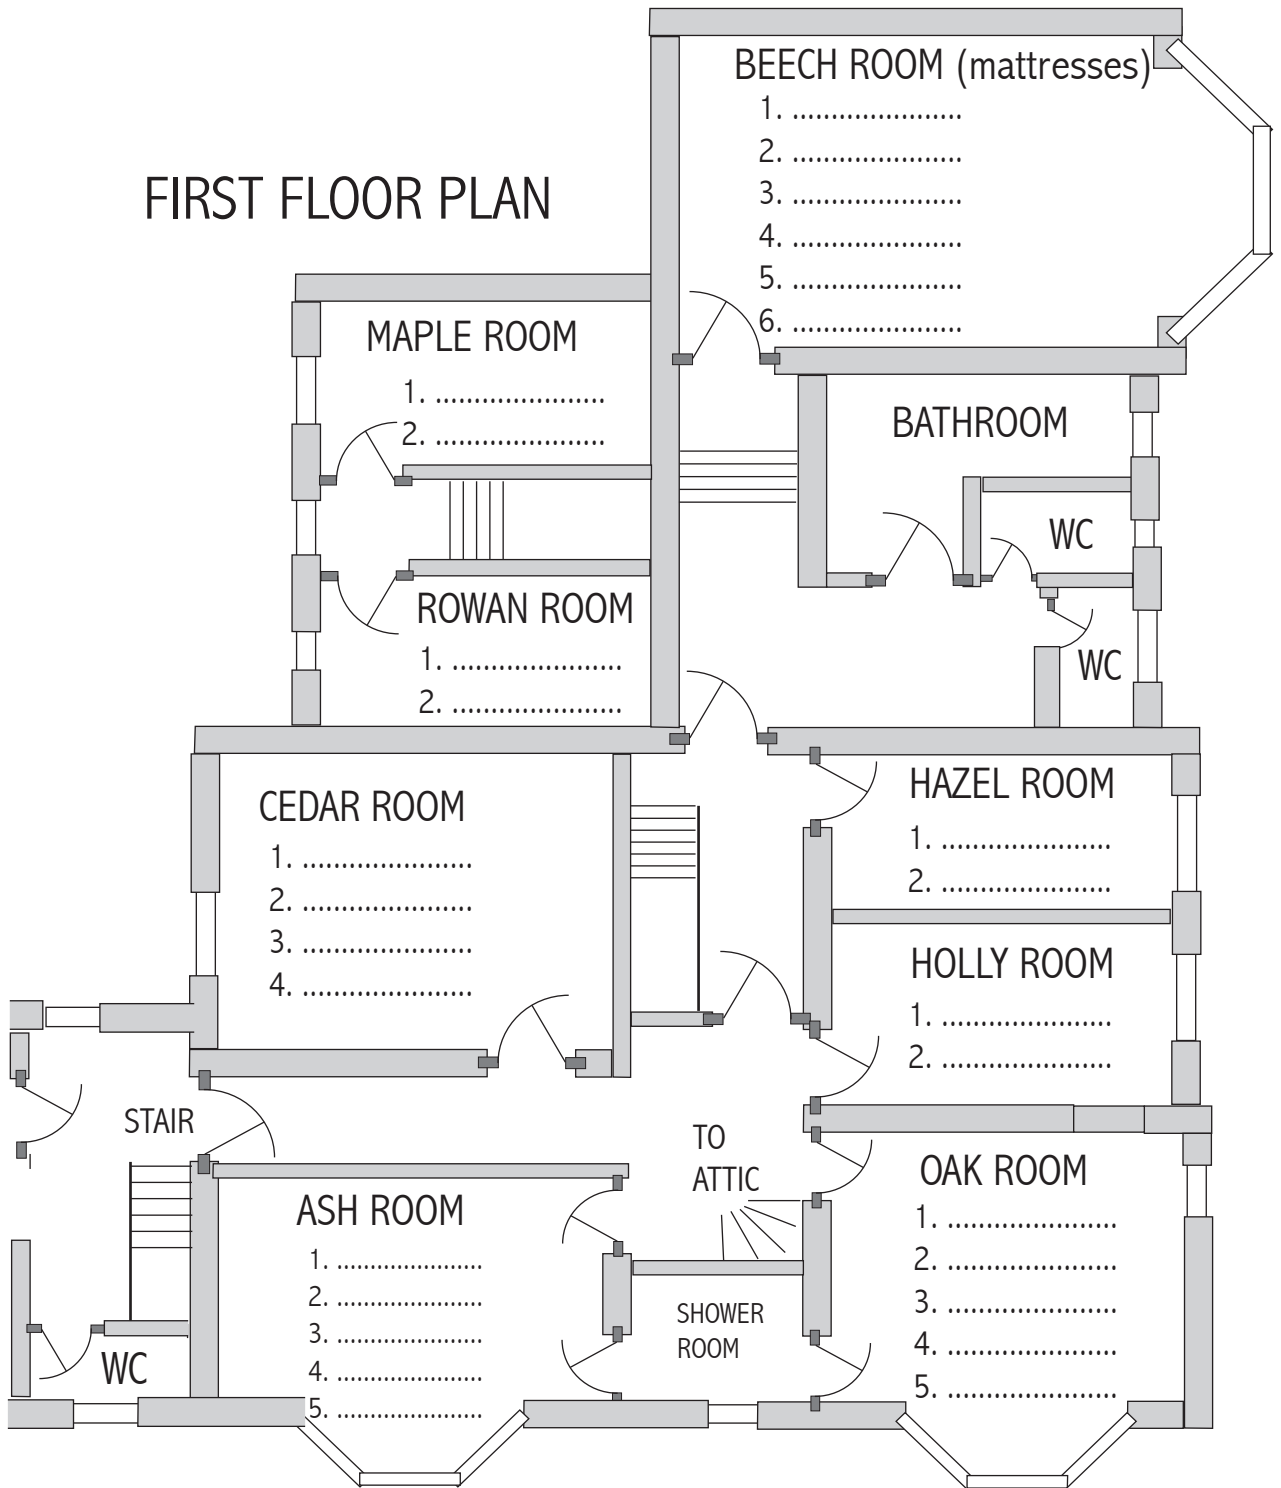 FIRST FLOOR PLAN
BEECH ROOM (mattresses)
1. ......................
2. ......................
3. ......................
4. ......................
5. ......................
6. ......................
MAPLE ROOM
1. ......................
2. ......................
BATHROOM
WC
ROWAN ROOM
1. ......................
2. ......................
WC
CEDAR ROOM
1. ......................
2. ......................
3. ......................
4. ......................
HAZEL ROOM
1. ......................
2. ......................
HOLLY ROOM
1. ......................
2. ......................
STAIR
TO
ATTIC
ASH ROOM
1. ......................
2. ......................
3. ......................
4. ......................
5. ......................
OAK ROOM
1. ......................
2. ......................
3. ......................
4. ......................
5. ......................
SHOWER
ROOM
WC